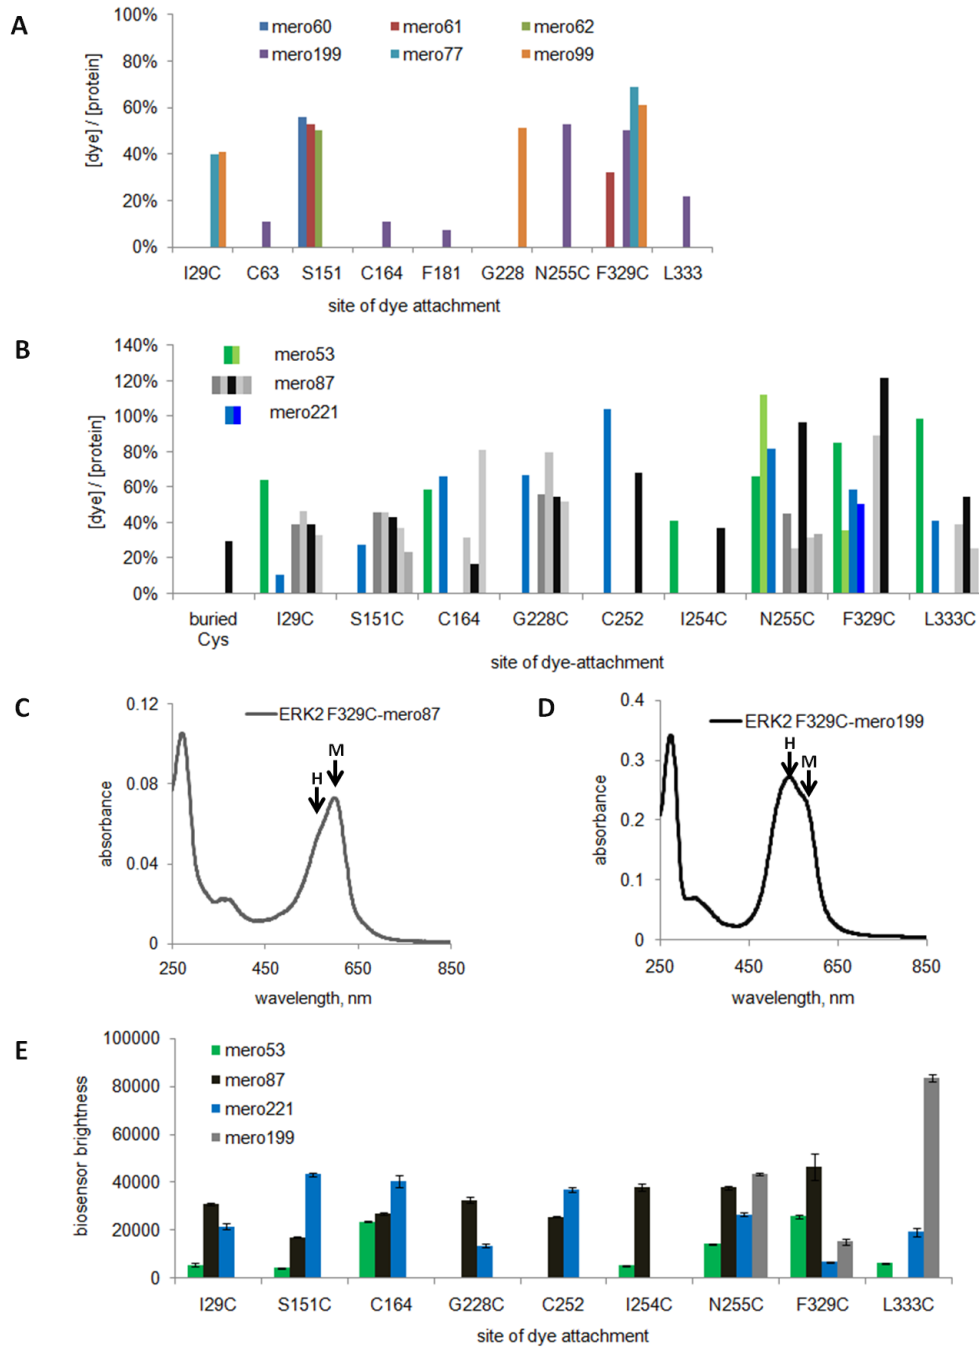 A
100%
80%
60%
40%
20%
0%
[dye] / [protein]
mero60 mero61 mero62
mero199 mero77 mero99
I29C C63 S151 C164 F181 G228 N255C F329C L333
site of dye attachment
B
140%
120%
100%
80%
60%
40%
20%
0%
[dye] / [protein]
mero53
mero87
mero221
buried Cys I29C S151C C164 G228C C252 I254C N255C F329C L333C
site of dye-attachment
C
0.12
0.08
0.04
0
absorbance
ERK2 F329C-mero87
H
M
250 450 650 850
wavelength, nm
D
0.4
0.3
0.2
0.1
0
absorbance
ERK2 F329C-mero199
H
M
250 450 650 850
wavelength, nm
E
100000
80000
60000
40000
20000
0
biosensor brightness
mero53
mero87
mero221
mero199
I29C S151C C164 G228C C252 I254C N255C F329C L333C
site of dye attachment